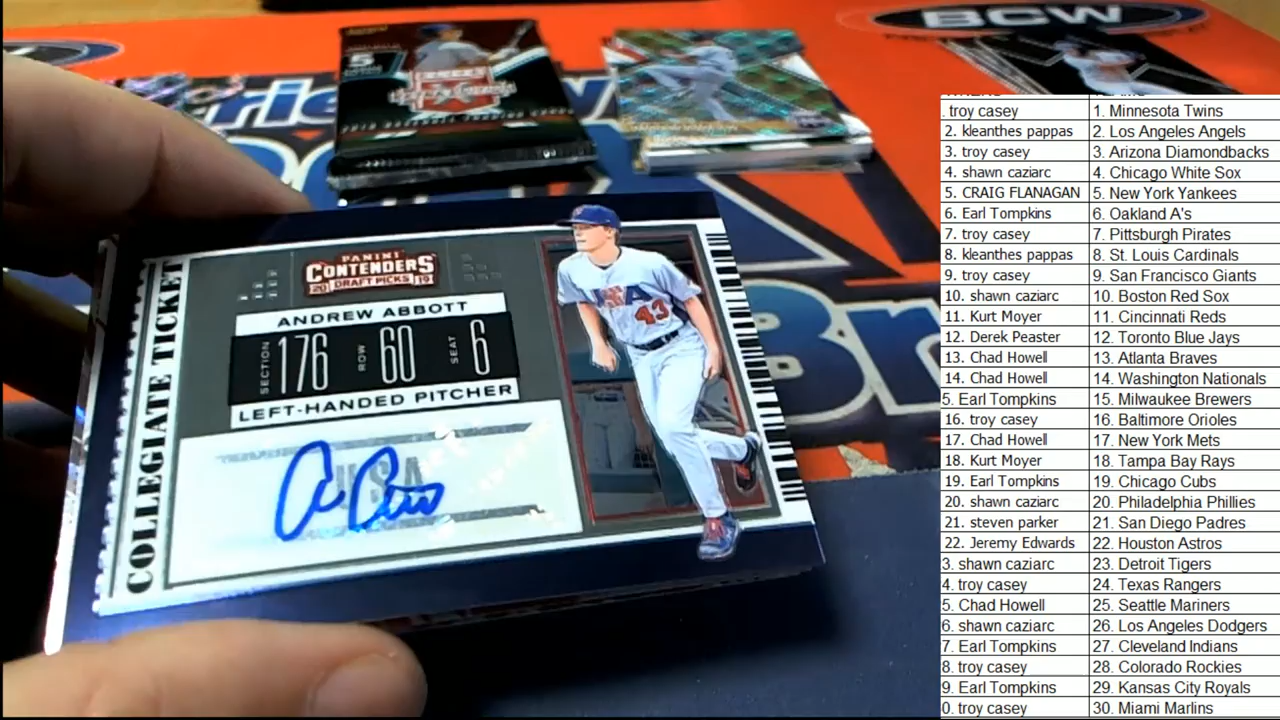 BCW
5
PANINI
CONTENDERS
2019 DRAFT PICKS
COLLEGIATE TICKET
ANDREW ABBOTT
SECTION 176 ROW 60 SEAT 6
LEFT-HANDED PITCHER
43
USA
troy casey 1. Minnesota Twins
2. kleanthes pappas 2. Los Angeles Angels
3. troy casey 3. Arizona Diamondbacks
4. shawn caziarc 4. Chicago White Sox
5. CRAIG FLANAGAN 5. New York Yankees
6. Earl Tompkins 6. Oakland A's
7. troy casey 7. Pittsburgh Pirates
8. kleanthes pappas 8. St. Louis Cardinals
9. troy casey 9. San Francisco Giants
10. shawn caziarc 10. Boston Red Sox
11. Kurt Moyer 11. Cincinnati Reds
12. Derek Peaster 12. Toronto Blue Jays
13. Chad Howell 13. Atlanta Braves
14. Chad Howell 14. Washington Nationals
5. Earl Tompkins 15. Milwaukee Brewers
16. troy casey 16. Baltimore Orioles
17. Chad Howell 17. New York Mets
18. Kurt Moyer 18. Tampa Bay Rays
19. Earl Tompkins 19. Chicago Cubs
20. shawn caziarc 20. Philadelphia Phillies
21. steven parker 21. San Diego Padres
22. Jeremy Edwards 22. Houston Astros
3. shawn caziarc 23. Detroit Tigers
4. troy casey 24. Texas Rangers
5. Chad Howell 25. Seattle Mariners
6. shawn caziarc 26. Los Angeles Dodgers
7. Earl Tompkins 27. Cleveland Indians
8. troy casey 28. Colorado Rockies
9. Earl Tompkins 29. Kansas City Royals
0. troy casey 30. Miami Marlins